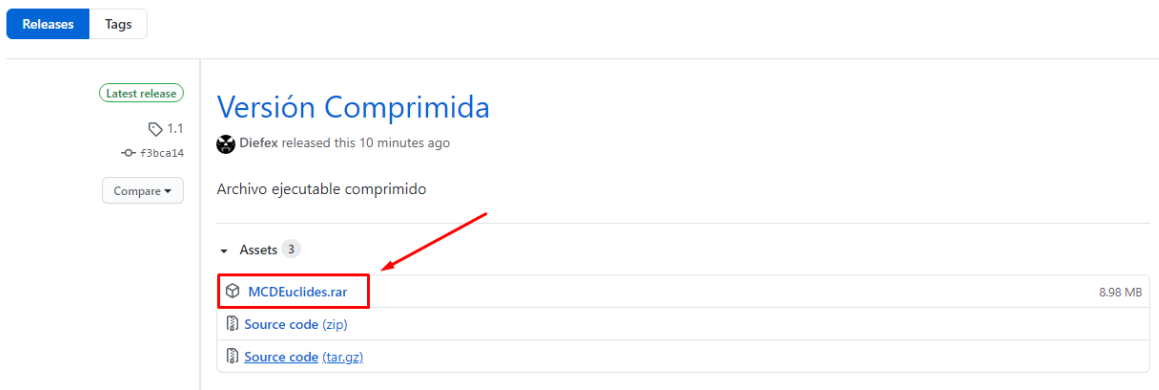 Releases Tags
Latest release
1.1
f3bca14
Compare
Versión Comprimida
Diefex released this 10 minutes ago
Archivo ejecutable comprimido
Assets 3
MCDEuclides.rar 8.98 MB
Source code (zip)
Source code (tar.gz)